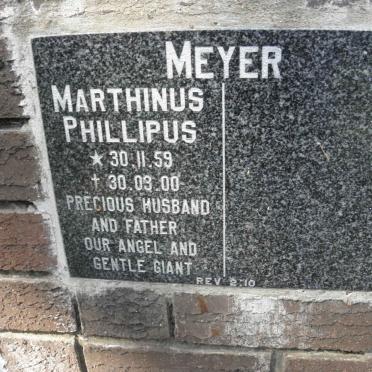 MEYER
MARTHINUS
PHILLIPUS
★ 30.11.59
† 30.03.00
PRECIOUS HUSBAND
AND FATHER
OUR ANGEL AND
GENTLE GIANT
REV 2:10